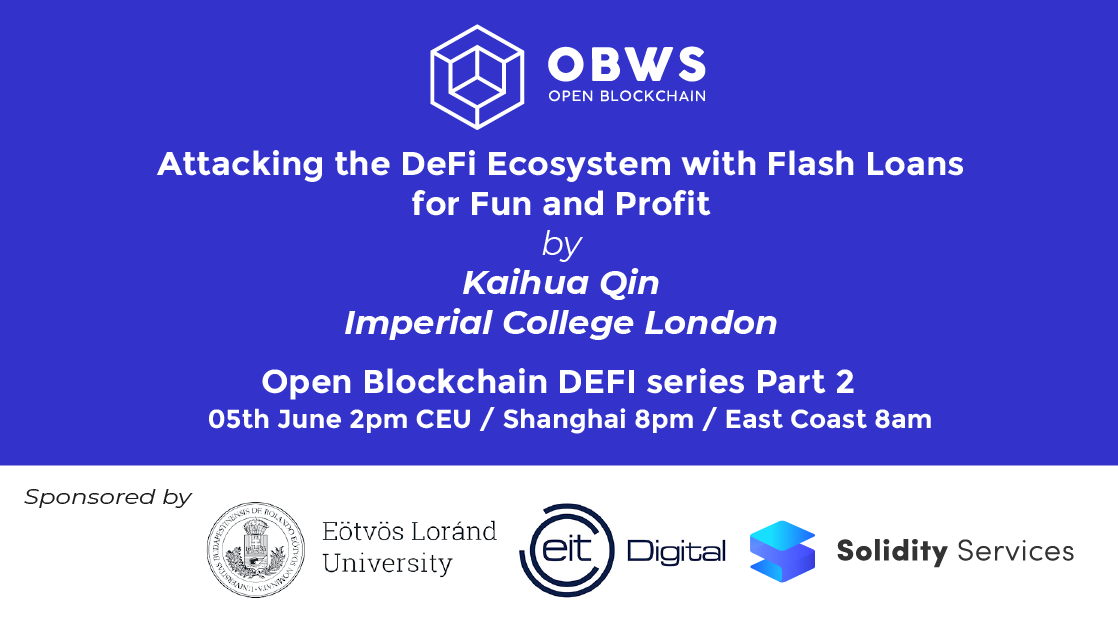 OBWS
OPEN BLOCKCHAIN
Attacking the DeFi Ecosystem with Flash Loans
for Fun and Profit
by
Kaihua Qin
Imperial College London
Open Blockchain DEFI series Part 2
05th June 2pm CEU / Shanghai 8pm / East Coast 8am
Sponsored by
Eötvös Loránd
University
eit Digital
Solidity Services